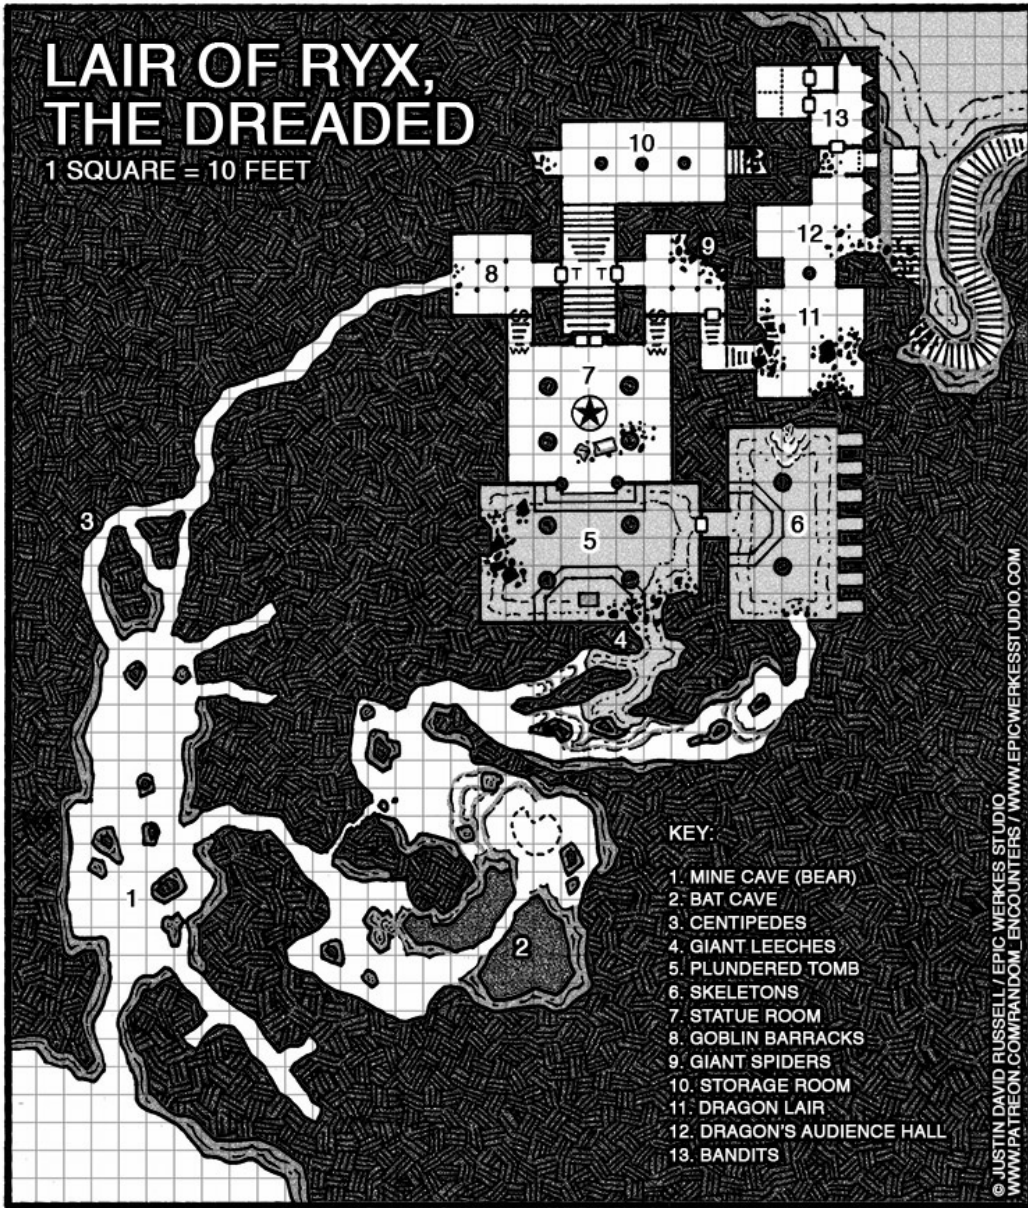 LAIR OF RYX,
THE DREADED
1 SQUARE = 10 FEET
10
13
12
9
8
T T
S
S
11
7
3
5
6
4
1
2
KEY:
1. MINE CAVE (BEAR)
2. BAT CAVE
3. CENTIPEDES
4. GIANT LEECHES
5. PLUNDERED TOMB
6. SKELETONS
7. STATUE ROOM
8. GOBLIN BARRACKS
9. GIANT SPIDERS
10. STORAGE ROOM
11. DRAGON LAIR
12. DRAGON'S AUDIENCE HALL
13. BANDITS
© JUSTIN DAVID RUSSELL / EPIC WERKES STUDIO
WWW.PATREON.COM/RANDOM_ENCOUNTERS / WWW.EPICWERKESSTUDIO.COM